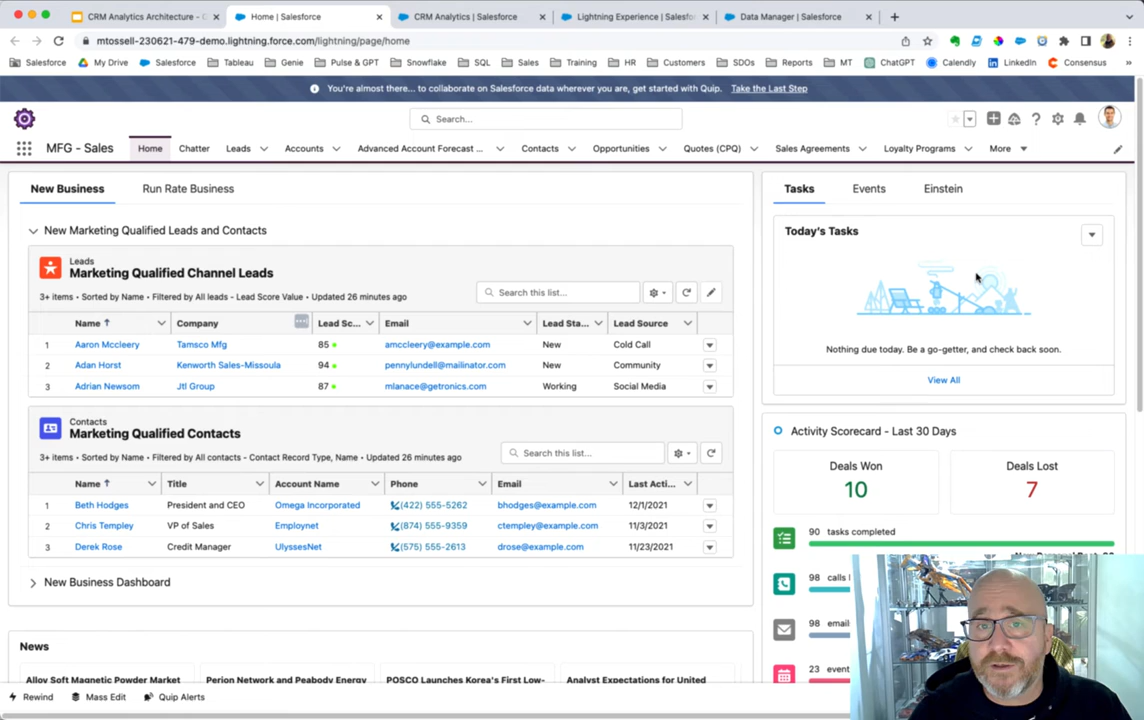 CRM Analytics Architecture - G
Home | Salesforce
CRM Analytics | Salesforce
Lightning Experience | Salesfo
Data Manager | Salesforce
mtossell-230621-479-demo.lightning.force.com/lightning/page/home
Salesforce
My Drive
Salesforce
Tableau
Genie
Pulse & GPT
Snowflake
SQL
Sales
Training
HR
Customers
SDOs
Reports
MT
ChatGPT
Calendly
LinkedIn
Consensus
You're almost there... to collaborate on Salesforce data wherever you are, get started with Quip. Take the Last Step
Search...
MFG - Sales
Home
Chatter
Leads
Accounts
Advanced Account Forecast ...
Contacts
Opportunities
Quotes (CPQ)
Sales Agreements
Loyalty Programs
More
New Business
Run Rate Business
New Marketing Qualified Leads and Contacts
Leads
Marketing Qualified Channel Leads
3+ items • Sorted by Name • Filtered by All leads - Lead Score Value • Updated 26 minutes ago
Search this list...
Name Company Lead Sc... Email Lead Sta... Lead Source
1 Aaron Mccleery Tamsco Mfg 85 amccleery@example.com New Cold Call
2 Adan Horst Kenworth Sales-Missoula 94 pennylundell@mailinator.com New Community
3 Adrian Newsom Jtl Group 87 mlanace@getronics.com Working Social Media
Contacts
Marketing Qualified Contacts
3+ items • Sorted by Name • Filtered by All contacts - Contact Record Type, Name • Updated 26 minutes ago
Search this list...
Name Title Account Name Phone Email Last Acti...
1 Beth Hodges President and CEO Omega Incorporated (422) 555-5262 bhodges@example.com 12/1/2021
2 Chris Templey VP of Sales Employnet (874) 555-9359 ctempley@example.com 11/3/2021
3 Derek Rose Credit Manager UlyssesNet (575) 555-2613 drose@example.com 11/23/2021
New Business Dashboard
News
Alloy Soft Magnetic Powder Market
Perion Network and Peabody Energy
POSCO Launches Korea's First Low-
Analyst Expectations for United
Tasks
Events
Einstein
Today's Tasks
Nothing due today. Be a go-getter, and check back soon.
View All
Activity Scorecard - Last 30 Days
Deals Won
10
Deals Lost
7
90 tasks completed
98 calls
98 email
23 event
Rewind
Mass Edit
Quip Alerts